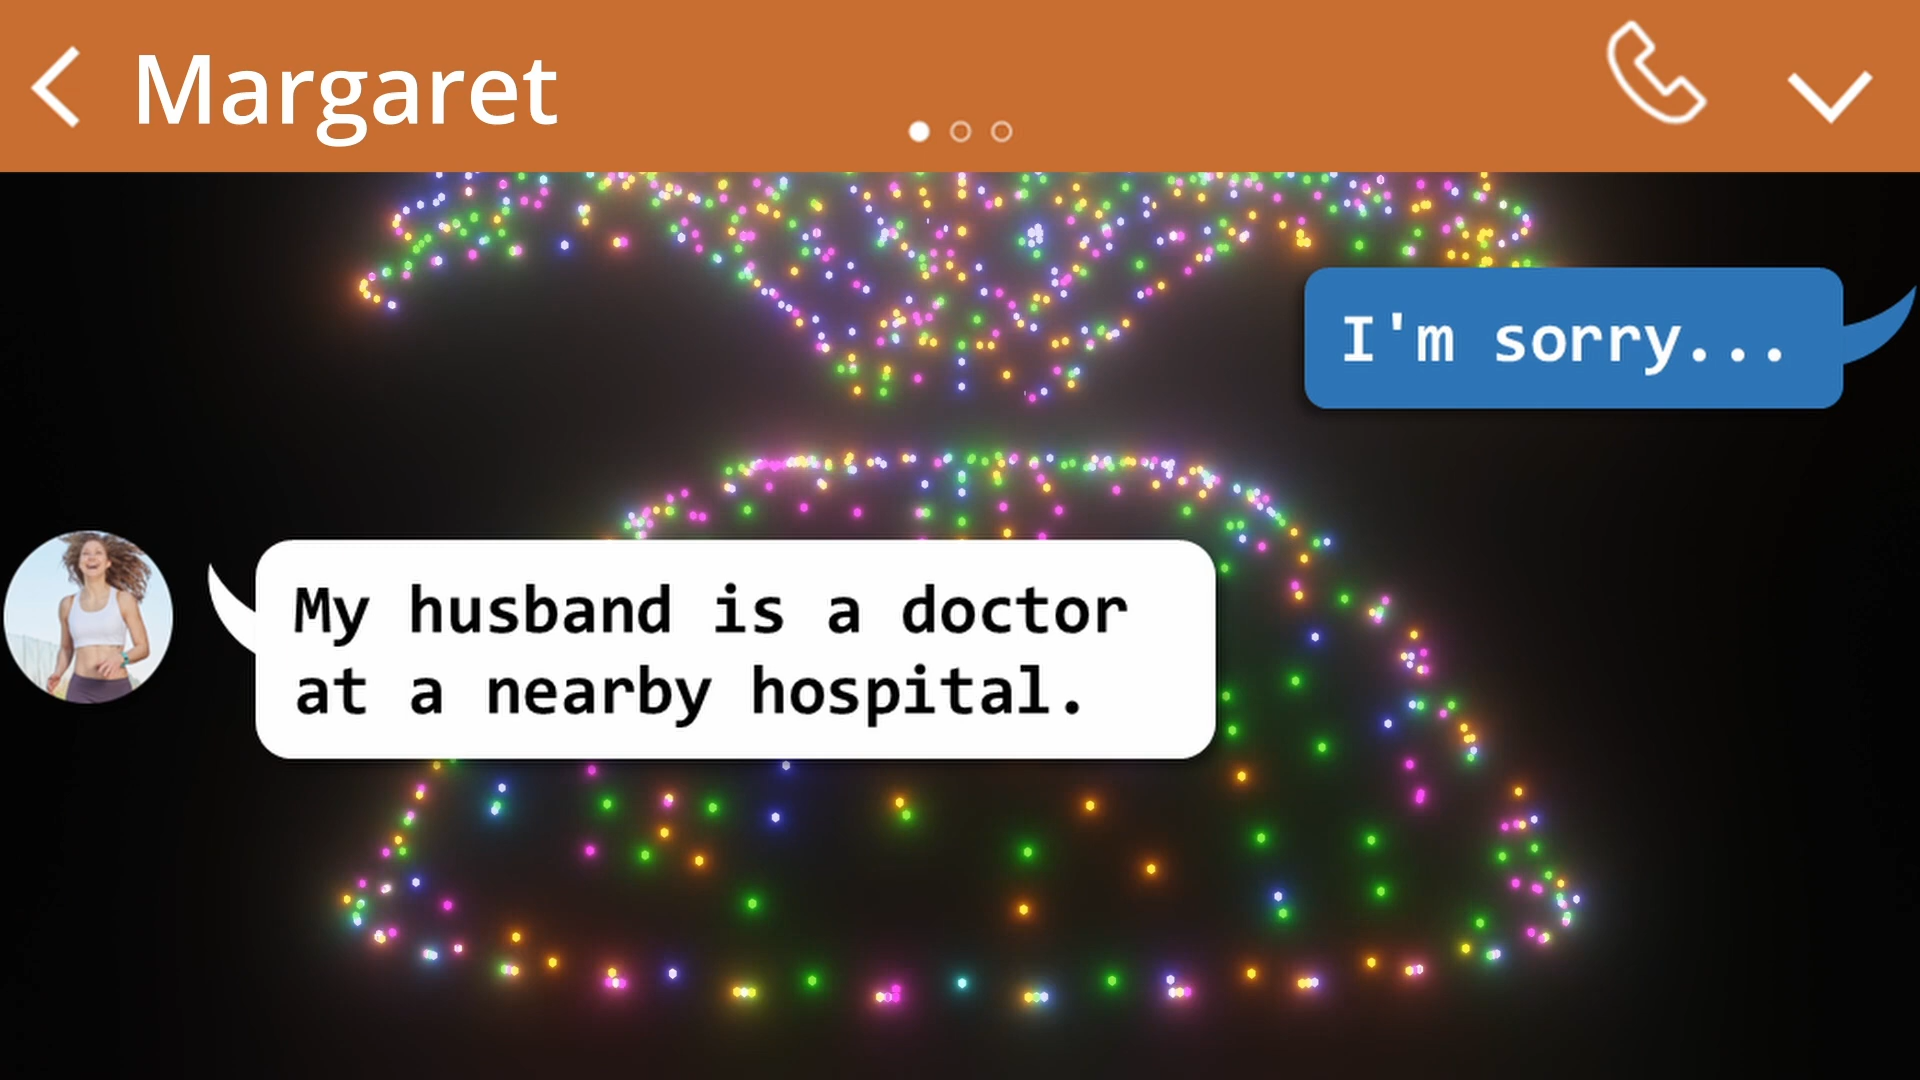 Margaret
I'm sorry...
My husband is a doctor
at a nearby hospital.